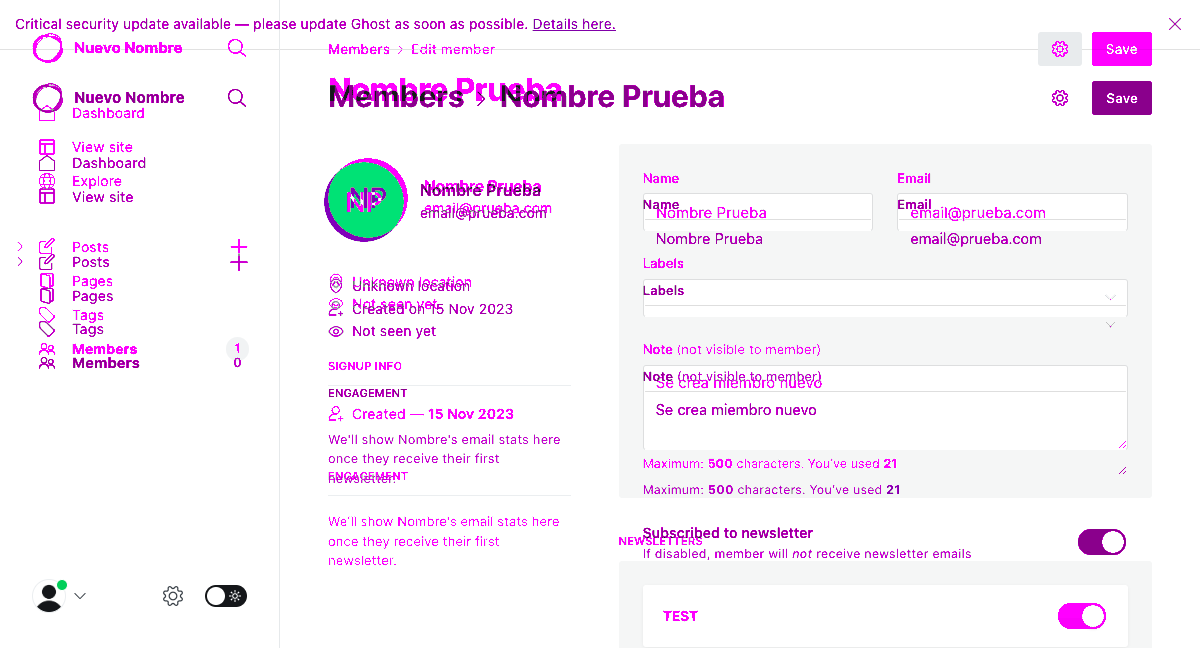 Critical security update available — please update Ghost as soon as possible. Details here.
Nuevo Nombre
Nuevo Nombre
Dashboard
View site
Dashboard
Explore
View site
Posts
Posts
Pages
Pages
Tags
Tags
Members 1
Members 0
Members > Edit member
Save
Nombre Prueba
Members > Nombre Prueba
Save
NP
NP
Nombre Prueba
Nombre Prueba
email@prueba.com
email@prueba.com
Unknown location
Unknown location
Not seen yet
Created on 15 Nov 2023
Not seen yet
SIGNUP INFO
ENGAGEMENT
Created — 15 Nov 2023
We'll show Nombre's email stats here
once they receive their first
newsletter.
ENGAGEMENT
We'll show Nombre's email stats here
once they receive their first
newsletter.
Name
Email
Name
Email
Nombre Prueba
email@prueba.com
Nombre Prueba
email@prueba.com
Labels
Labels
Note (not visible to member)
Note (not visible to member)
Se crea miembro nuevo
Se crea miembro nuevo
Maximum: 500 characters. You've used 21
Maximum: 500 characters. You've used 21
Subscribed to newsletter
NEWSLETTERS
If disabled, member will not receive newsletter emails
TEST